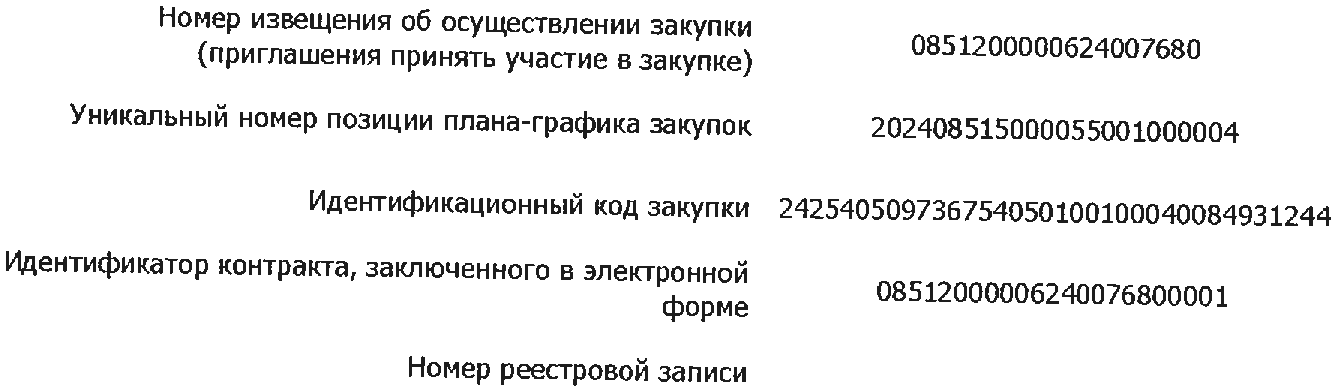 Номер извещения об осуществлении закупки
(приглашения принять участие в закупке) 0851200000624007680
Уникальный номер позиции плана-графика закупок 202408515000055001000004
Идентификационный код закупки 242540509736754050100100040084931244
Идентификатор контракта, заключенного в электронной
форме 08512000006240076800001
Номер реестровой записи